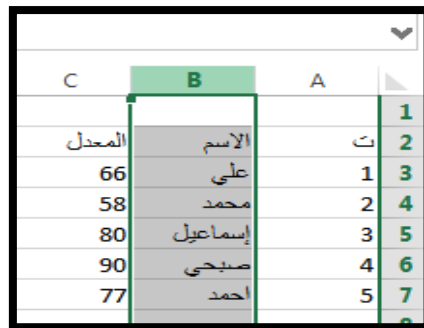 A B C
1
2 ت الاسم المعدل
3 1 علي 66
4 2 محمد 58
5 3 إسماعيل 80
6 4 صبحي 90
7 5 احمد 77